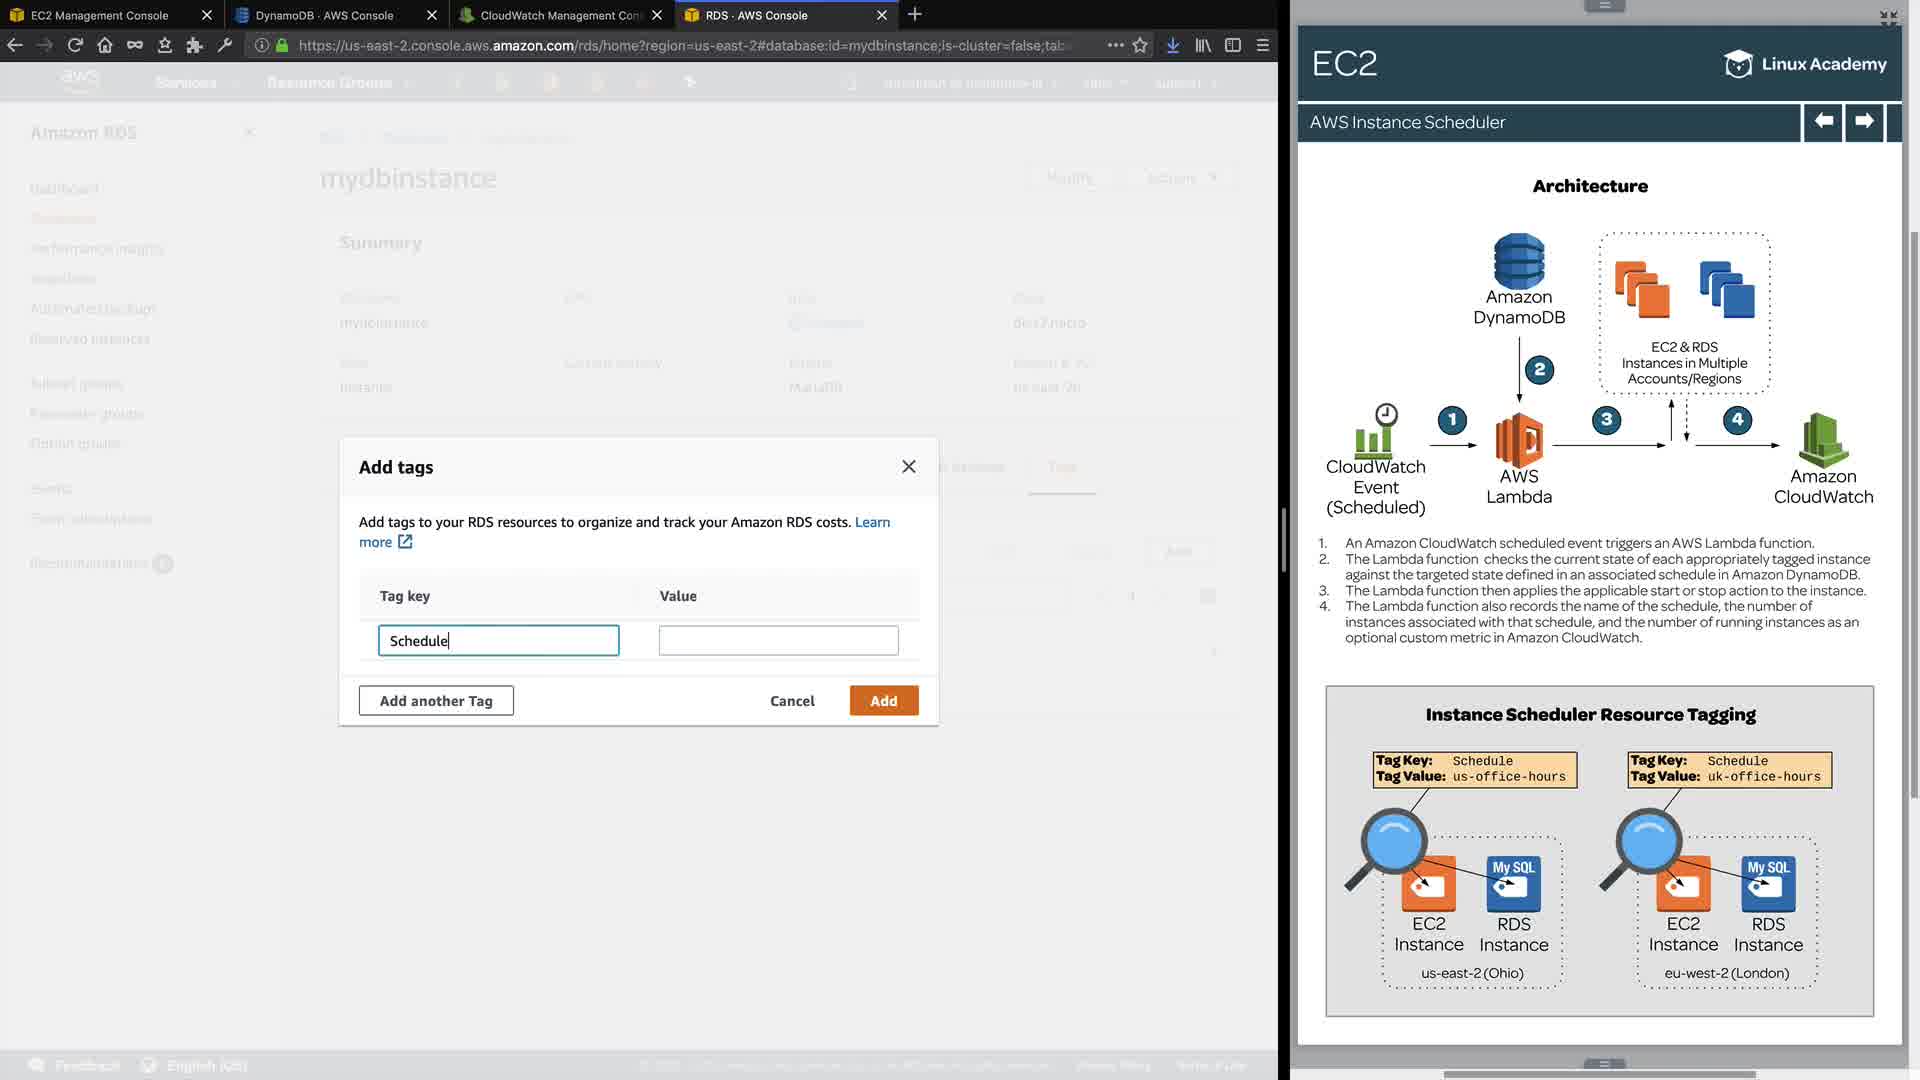 EC2 Management Console
DynamoDB · AWS Console
CloudWatch Management Con
RDS · AWS Console
https://us-east-2.console.aws.amazon.com/rds/home?region=us-east-2#database:id=mydbinstance;is-cluster=false;tab
aws
Services
Resource Groups
Support
Amazon RDS
mydbinstance
Modify
Actions
Dashboard
Performance insights
Automated backups
Reserved instances
Subnet groups
Parameter groups
Option groups
Events
Event subscriptions
Recommendations
Summary
mydbinstance
db.t2.micro
Instance
MariaDB
us-east-2b
Tags
Add
Add tags
Add tags to your RDS resources to organize and track your Amazon RDS costs. Learn
more
Tag key
Value
Schedule
Add another Tag
Cancel
Add
Feedback
English (US)
Privacy Policy
Terms of Use
EC2
Linux Academy
AWS Instance Scheduler
Architecture
Amazon
DynamoDB
EC2 & RDS
Instances in Multiple
Accounts/Regions
2
1
3
4
CloudWatch
Event
(Scheduled)
AWS
Lambda
Amazon
CloudWatch
1. An Amazon CloudWatch scheduled event triggers an AWS Lambda function.
2. The Lambda function checks the current state of each appropriately tagged instance
against the targeted state defined in an associated schedule in Amazon DynamoDB.
3. The Lambda function then applies the applicable start or stop action to the instance.
4. The Lambda function also records the name of the schedule, the number of
instances associated with that schedule, and the number of running instances as an
optional custom metric in Amazon CloudWatch.
Instance Scheduler Resource Tagging
Tag Key: Schedule
Tag Value: us-office-hours
Tag Key: Schedule
Tag Value: uk-office-hours
My SQL
EC2
Instance
RDS
Instance
us-east-2 (Ohio)
My SQL
EC2
Instance
RDS
Instance
eu-west-2 (London)